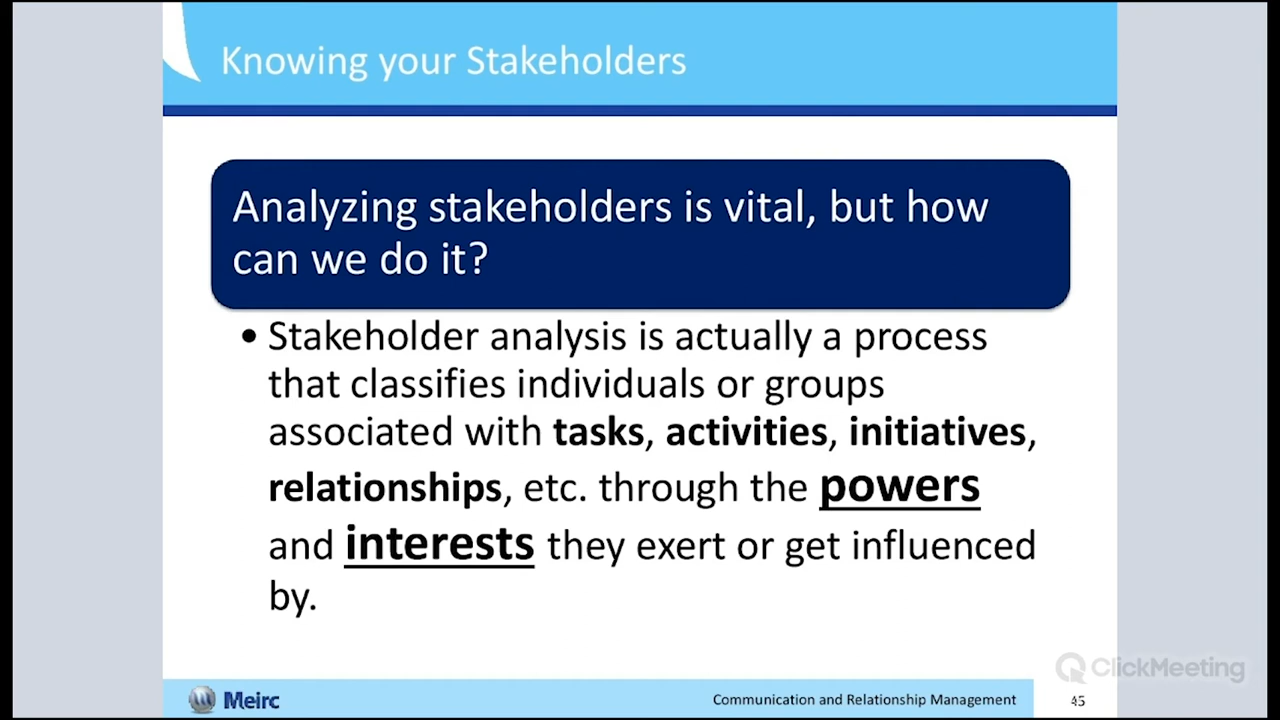 Knowing your Stakeholders
Analyzing stakeholders is vital, but how
can we do it?
• Stakeholder analysis is actually a process
that classifies individuals or groups
associated with tasks, activities, initiatives,
relationships, etc. through the powers
and interests they exert or get influenced
by.
ClickMeeting
Meirc
Communication and Relationship Management
45